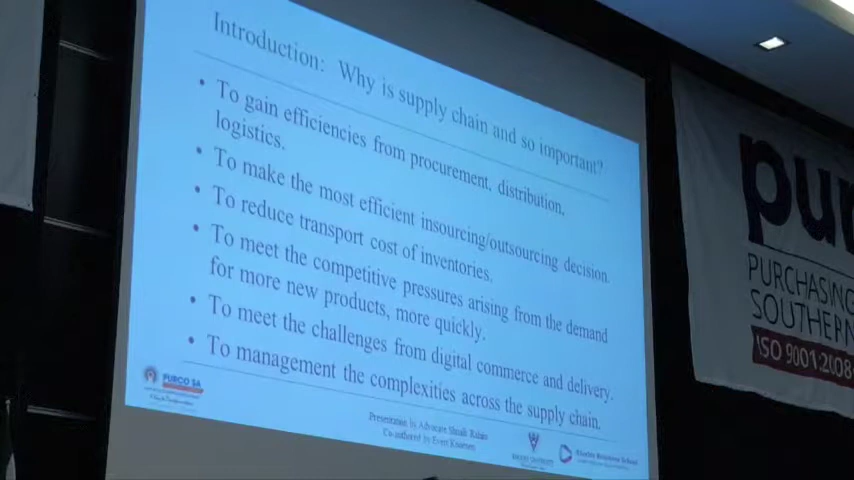 Introduction: Why is supply chain and so important?
• To gain efficiencies from procurement, distribution,
logistics.
• To make the most efficient insourcing/outsourcing decision.
• To reduce transport cost of inventories.
• To meet the competitive pressures arising from the demand
for more new products, more quickly.
• To meet the challenges from digital commerce and delivery.
• To management the complexities across the supply chain.
PURCO SA
Presentation by Advocate Shaik
Co-authored by Evert
Business School
pur
PURCHASING
SOUTHERN
ISO 9001:2008